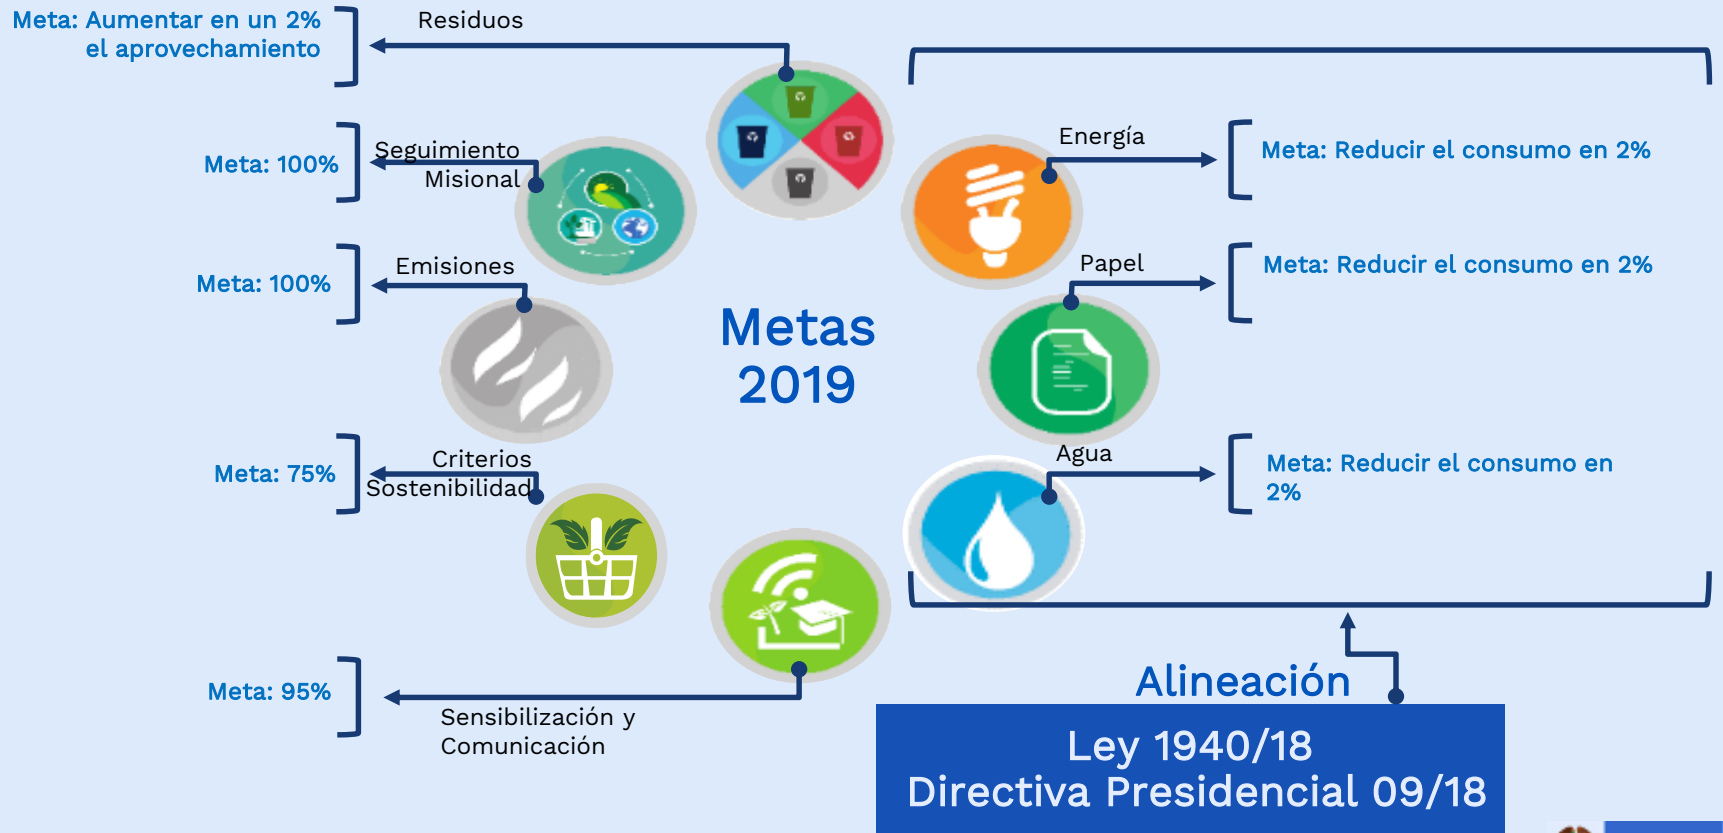 Meta: Aumentar en un 2%
el aprovechamiento
Residuos
Seguimiento
Misional
Meta: 100%
Emisiones
Meta: 100%
Criterios
Sostenibilidad
Meta: 75%
Meta: 95%
Sensibilización y
Comunicación
Metas
2019
Energía
Meta: Reducir el consumo en 2%
Papel
Meta: Reducir el consumo en 2%
Agua
Meta: Reducir el consumo en
2%
Alineación
Ley 1940/18
Directiva Presidencial 09/18